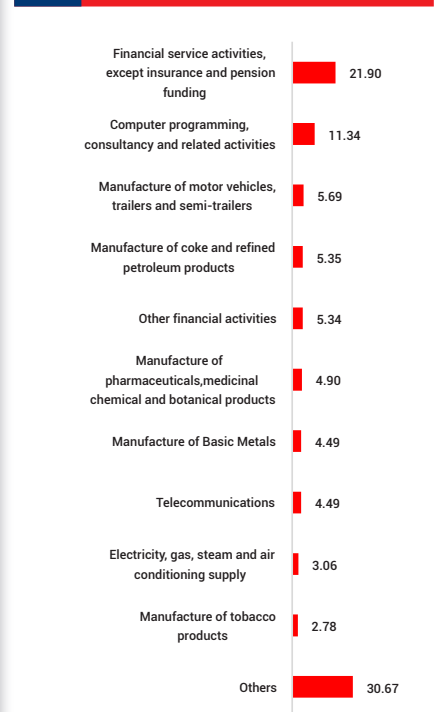 Financial service activities,
except insurance and pension
funding
21.90
Computer programming,
consultancy and related activities
11.34
Manufacture of motor vehicles,
trailers and semi-trailers
5.69
Manufacture of coke and refined
petroleum products
5.35
Other financial activities
5.34
Manufacture of
pharmaceuticals,medicinal
chemical and botanical products
4.90
Manufacture of Basic Metals
4.49
Telecommunications
4.49
Electricity, gas, steam and air
conditioning supply
3.06
Manufacture of tobacco
products
2.78
Others
30.67